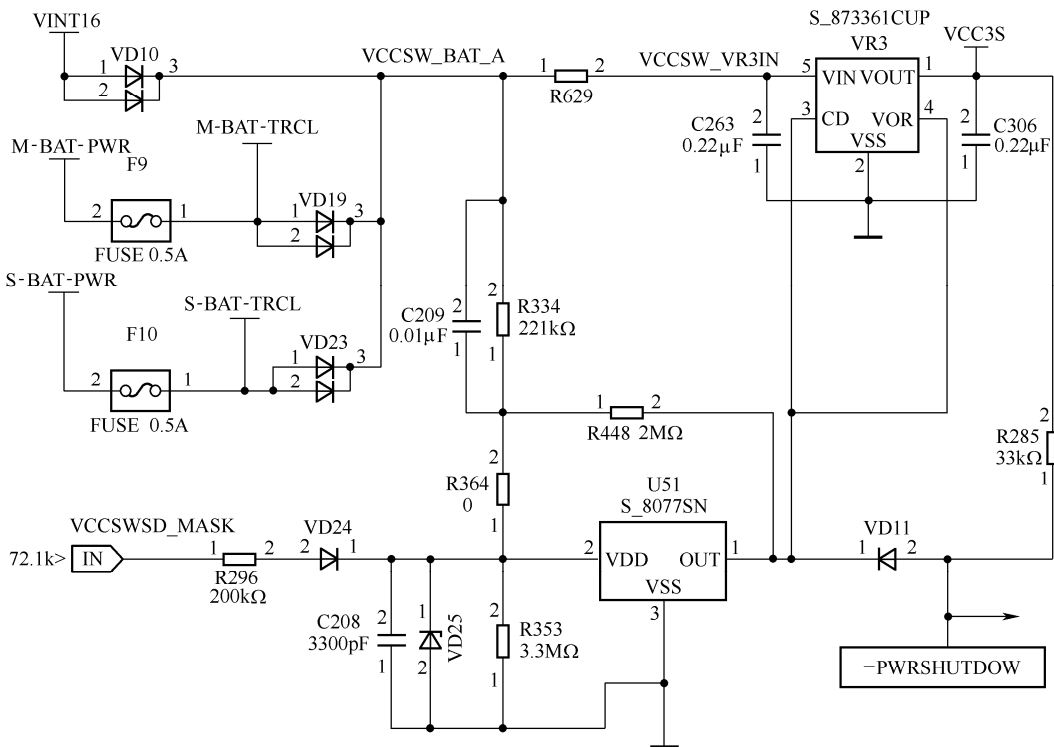 S_873361CUP
VINT16
VR3
VCC3S
VD10
VCCSW_BAT_A
VCCSW_VR3IN
1
3
1
2
5
VIN
VOUT
1
2
R629
3
CD
VOR
4
M-BAT-TRCL
C263
2
2
C306
0.22μF
VSS
0.22μF
M-BAT-PWR
F9
1
2
1
VD19
2
1
1
3
2
FUSE 0.5A
S-BAT-PWR
S-BAT-TRCL
2
2
R334
C209
221kΩ
F10
0.01μF
VD23
1
1
1
3
2
1
2
FUSE 0.5A
1
2
2
R448 2MΩ
R285
33kΩ
2
1
R364
U51
0
S_8077SN
1
VCCSWSD_MASK
VD24
VD11
1
2
2
1
2
VDD
OUT
1
1
2
72.1k>
IN
R296
VSS
200kΩ
2
3
C208
2
1
R353
3300pF
VD25
3.3MΩ
1
2
1
−PWRSHUTDOW